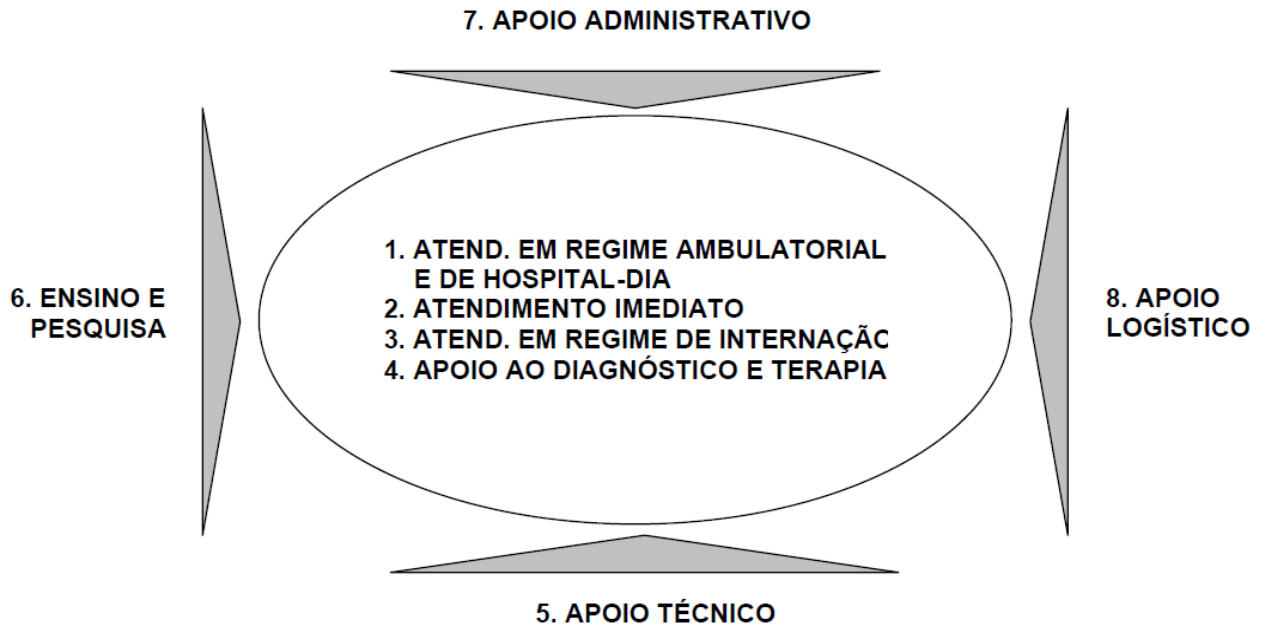 7. APOIO ADMINISTRATIVO
1. ATEND. EM REGIME AMBULATORIAL
E DE HOSPITAL-DIA
2. ATENDIMENTO IMEDIATO
3. ATEND. EM REGIME DE INTERNAÇÃO
4. APOIO AO DIAGNÓSTICO E TERAPIA
6. ENSINO E
PESQUISA
8. APOIO
LOGÍSTICO
5. APOIO TÉCNICO